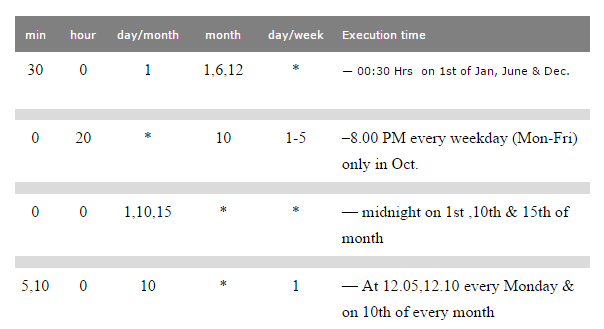 min hour day/month month day/week Execution time
30 0 1 1,6,12 * — 00:30 Hrs on 1st of Jan, June & Dec.
0 20 * 10 1-5 –8.00 PM every weekday (Mon-Fri)
only in Oct.
0 0 1,10,15 * * — midnight on 1st ,10th & 15th of
month
5,10 0 10 * 1 — At 12.05,12.10 every Monday &
on 10th of every month